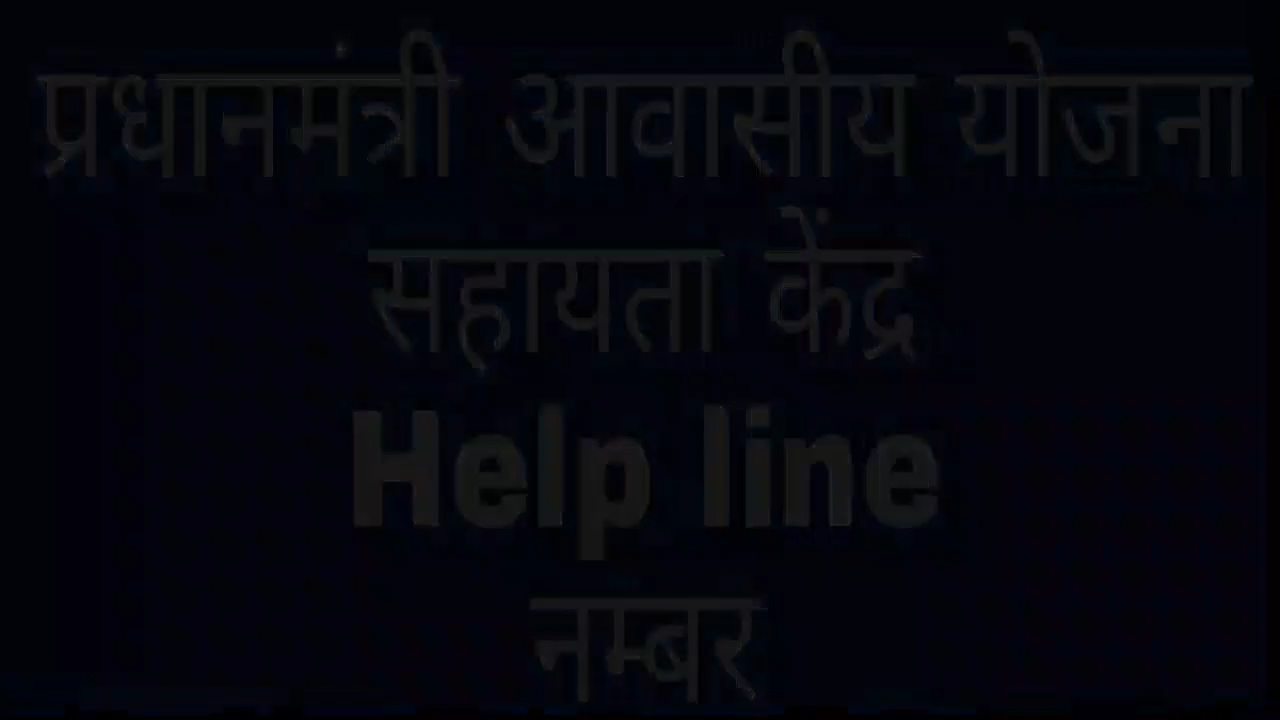 प्रधानमंत्री आवासीय योजना
सहायता केंद्र
Help line
नम्बर